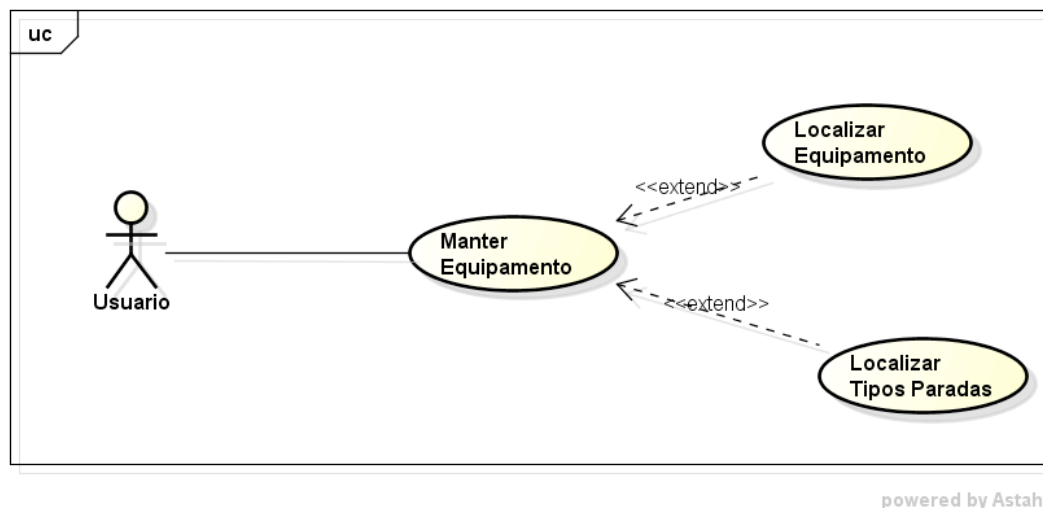 uc
Localizar
Equipamento
<<extend>>
Manter
Equipamento
Usuario
<<extend>>
Localizar
Tipos Paradas
powered by Astah